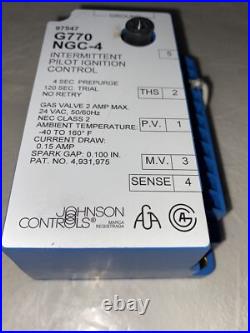 GROUND
97547
G770
NGC-4
INTERMITTENT
PILOT IGNITION
CONTROL
4 SEC. PREPURGE
120 SEC. TRIAL
NO RETRY
GAS VALVE 2 AMP MAX.
24 VAC, 50/60Hz
NEC CLASS 2
AMBIENT TEMPERATURE:
-40 TO 160° F
CURRENT DRAW:
0.15 AMP
SPARK GAP: 0.100 IN.
PAT. NO. 4,931,975
5
THS 2
P.V. 1
M.V. 3
SENSE 4
JOHNSON
CONTROLS®
MARCA
REGISTRADA